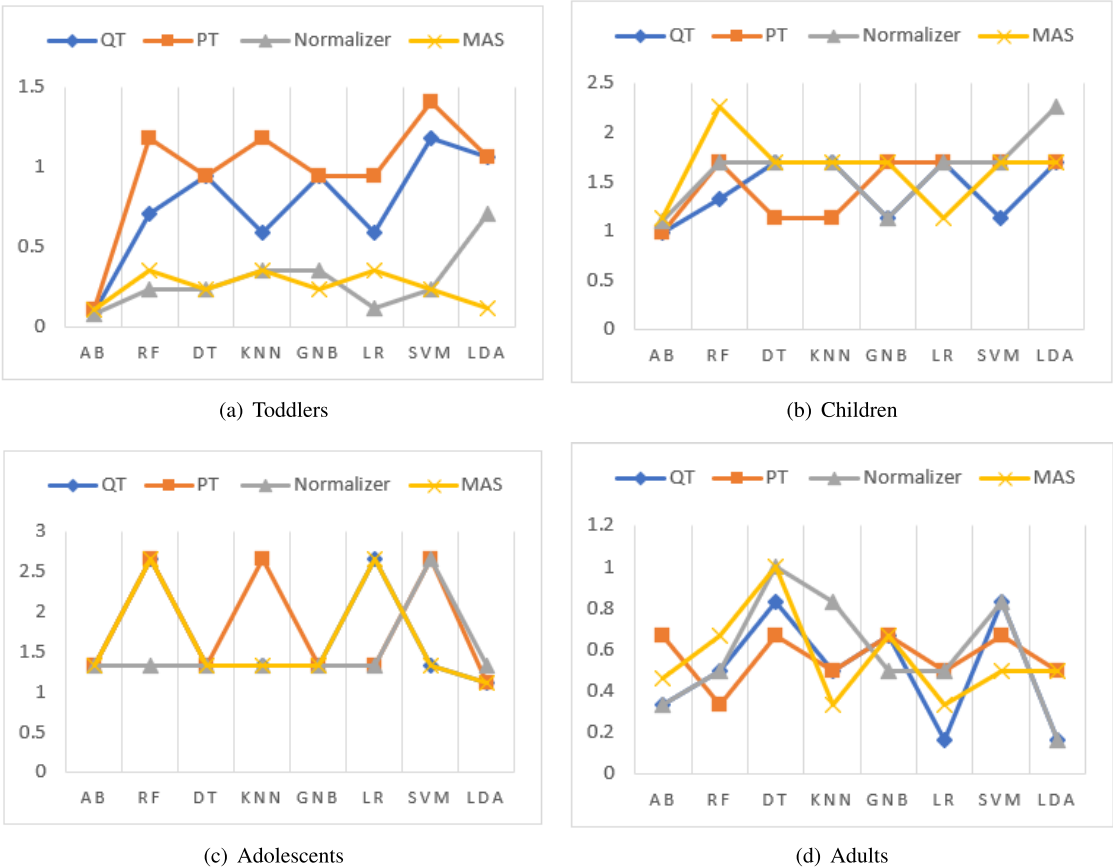 QT PT Normalizer MAS
1.5
1
0.5
0
AB RF DT KNN GNB LR SVM LDA
(a) Toddlers
QT PT Normalizer MAS
2.5
2
1.5
1
0.5
0
AB RF DT KNN GNB LR SVM LDA
(b) Children
QT PT Normalizer MAS
3
2.5
2
1.5
1
0.5
0
AB RF DT KNN GNB LR SVM LDA
(c) Adolescents
QT PT Normalizer MAS
1.2
1
0.8
0.6
0.4
0.2
0
AB RF DT KNN GNB LR SVM LDA
(d) Adults